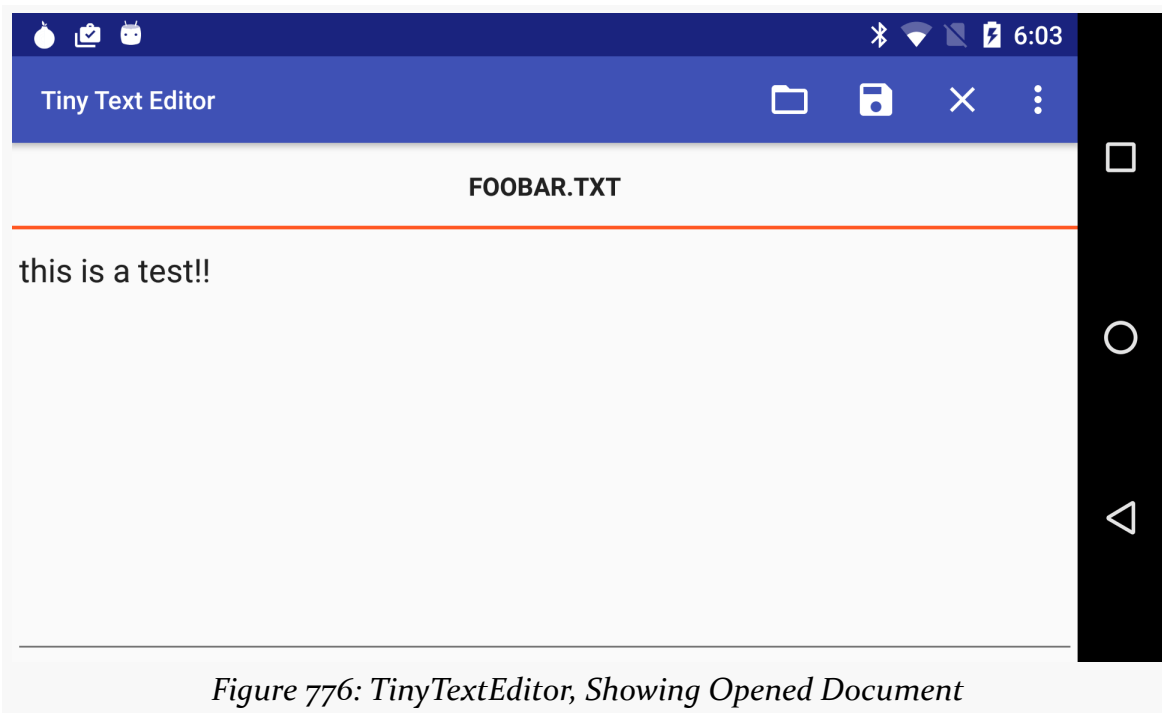 6:03
Tiny Text Editor
FOOBAR.TXT
this is a test!!
Figure 776: TinyTextEditor, Showing Opened Document